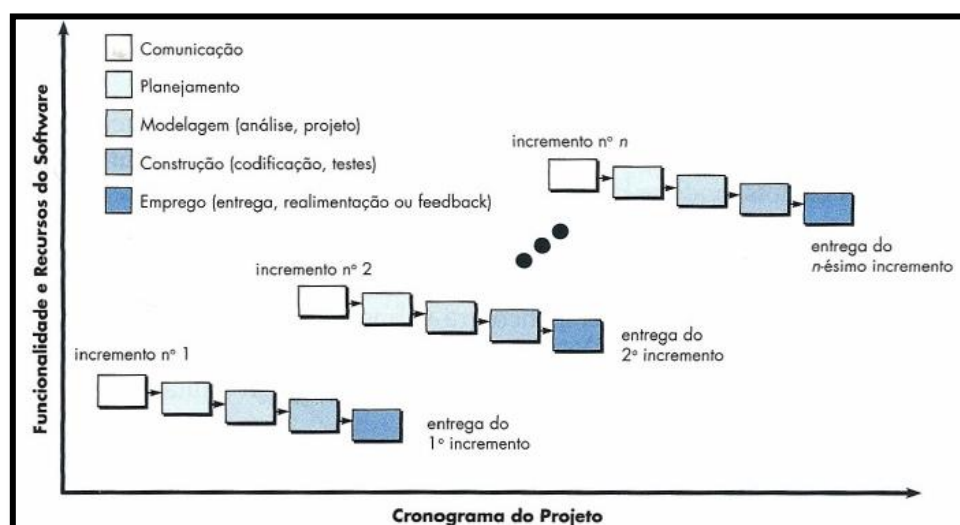 Funcionalidade e Recursos do Software
Comunicação
Planejamento
Modelagem (análise, projeto)
Construção (codificação, testes)
Emprego (entrega, realimentação ou feedback)
incremento nº n
entrega do
n-ésimo incremento
incremento nº 2
entrega do
2º incremento
incremento nº 1
entrega do
1º incremento
Cronograma do Projeto